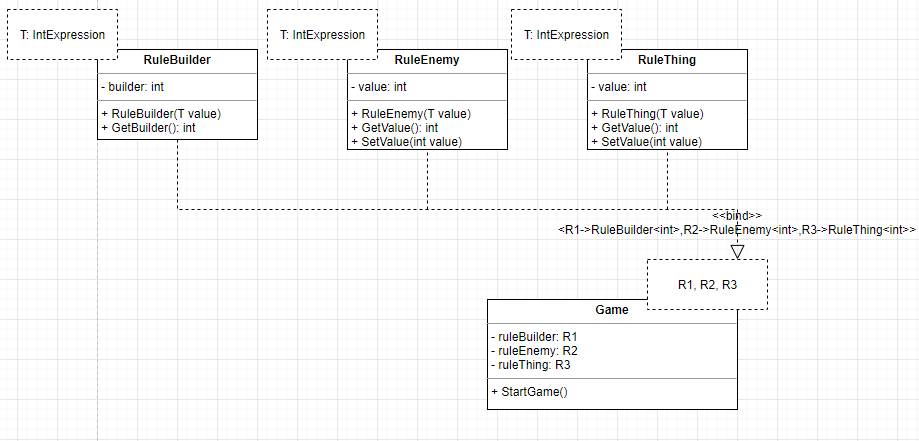 T: IntExpression
RuleBuilder
- builder: int
+ RuleBuilder(T value)
+ GetBuilder(): int
T: IntExpression
RuleEnemy
- value: int
+ RuleEnemy(T value)
+ GetValue(): int
+ SetValue(int value)
T: IntExpression
RuleThing
- value: int
+ RuleThing(T value)
+ GetValue(): int
+ SetValue(int value)
<<bind>>
<R1->RuleBuilder<int>,R2->RuleEnemy<int>,R3->RuleThing<int>>
R1, R2, R3
Game
- ruleBuilder: R1
- ruleEnemy: R2
- ruleThing: R3
+ StartGame()